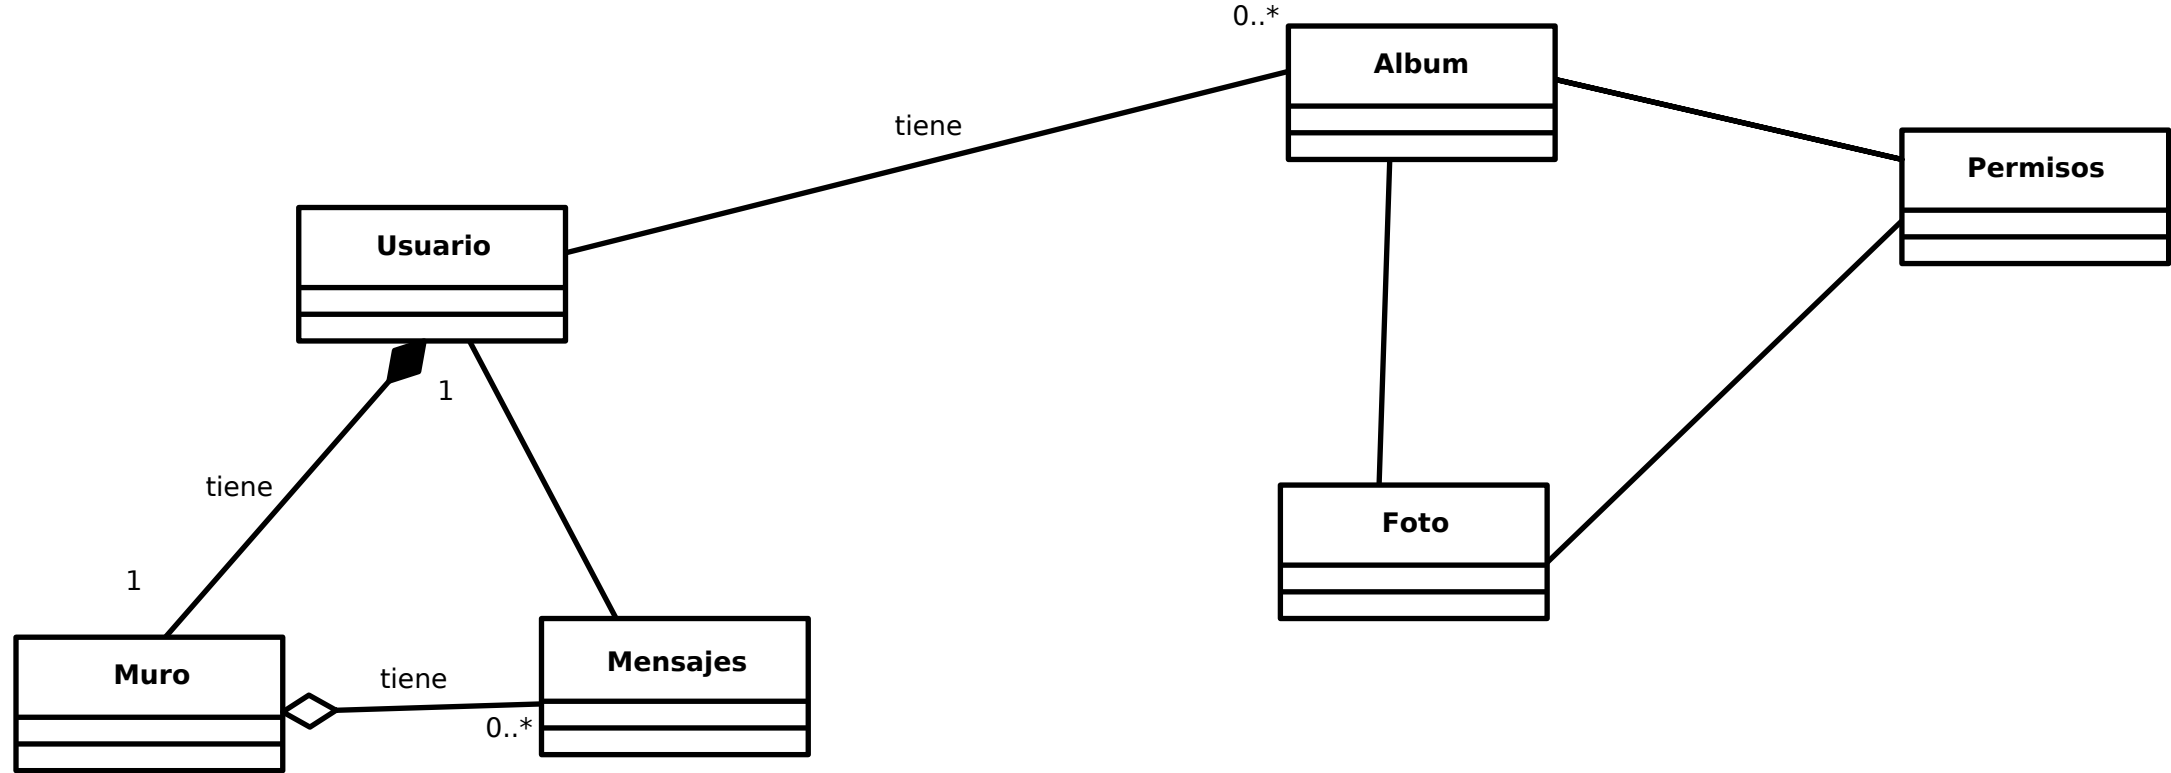 0..*
Album
tiene
Permisos
Usuario
1
tiene
Foto
1
Mensajes
Muro
tiene
0..*